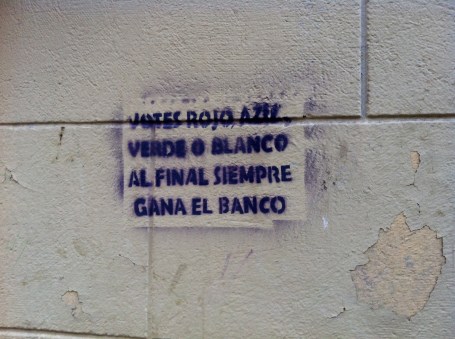 VOTES ROJO, AZUL,
VERDE O BLANCO
AL FINAL SIEMPRE
GANA EL BANCO